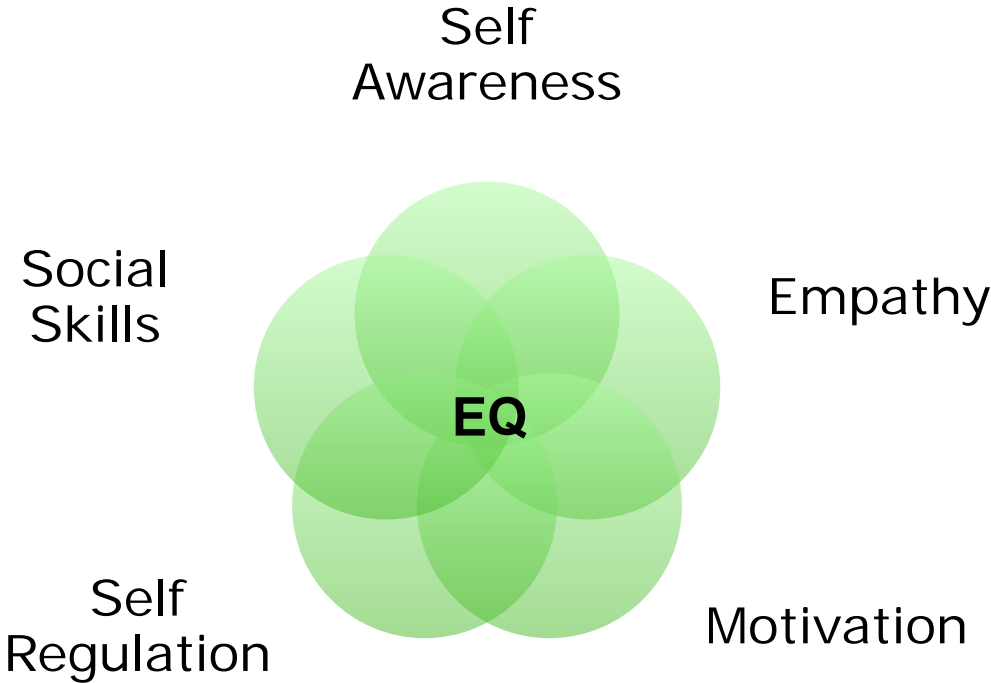 Self
Awareness
Social
Skills
Empathy
EQ
Self
Regulation
Motivation